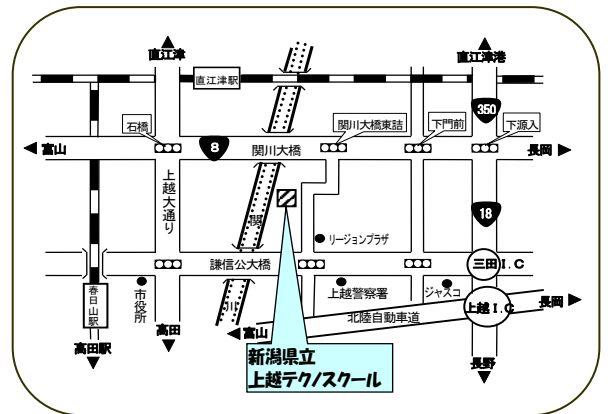 直江津
直江津港
直江津駅
350
石橋
関川大橋東詰
下門前
下源入
富山
8
関川大橋
長岡
上越大通り
関
18
リージョンプラザ
謙信公大橋
三田I.C
春日山駅
市役所
川
上越警察署
ジャスコ
上越I.C
長岡
北陸自動車道
富山
高田駅
高田
長野
新潟県立
上越テクノスクール